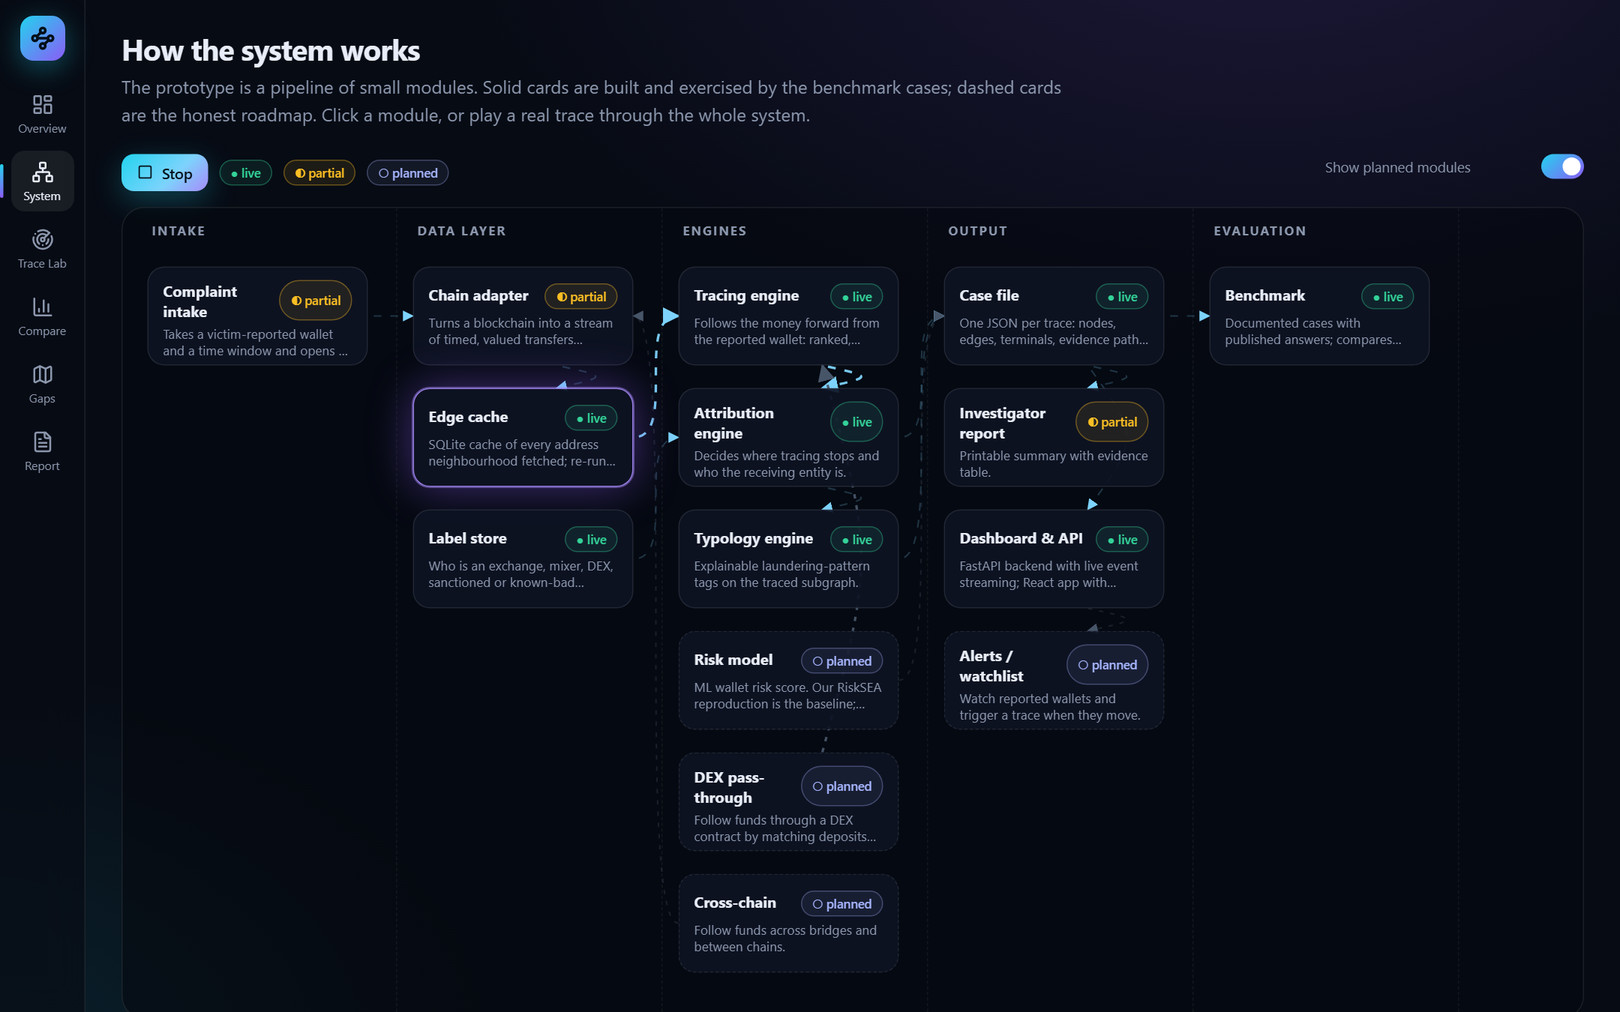 How the system works
The prototype is a pipeline of small modules. Solid cards are built and exercised by the benchmark cases; dashed cards
are the honest roadmap. Click a module, or play a real trace through the whole system.
Overview
System
Trace Lab
Compare
Gaps
Report
Stop
live
partial
planned
Show planned modules
INTAKE
Complaint
intake
partial
Takes a victim-reported wallet
and a time window and opens ...
DATA LAYER
Chain adapter
partial
Turns a blockchain into a stream
of timed, valued transfers...
Edge cache
live
SQLite cache of every address
neighbourhood fetched; re-run...
Label store
live
Who is an exchange, mixer, DEX,
sanctioned or known-bad...
ENGINES
Tracing engine
live
Follows the money forward from
the reported wallet: ranked,...
Attribution
engine
live
Decides where tracing stops and
who the receiving entity is.
Typology engine
live
Explainable laundering-pattern
tags on the traced subgraph.
Risk model
planned
ML wallet risk score. Our RiskSEA
reproduction is the baseline;...
DEX pass-
through
planned
Follow funds through a DEX
contract by matching deposits...
Cross-chain
planned
Follow funds across bridges and
between chains.
OUTPUT
Case file
live
One JSON per trace: nodes,
edges, terminals, evidence path...
Investigator
report
partial
Printable summary with evidence
table.
Dashboard & API
live
FastAPI backend with live event
streaming; React app with...
Alerts /
watchlist
planned
Watch reported wallets and
trigger a trace when they move.
EVALUATION
Benchmark
live
Documented cases with
published answers; compares...